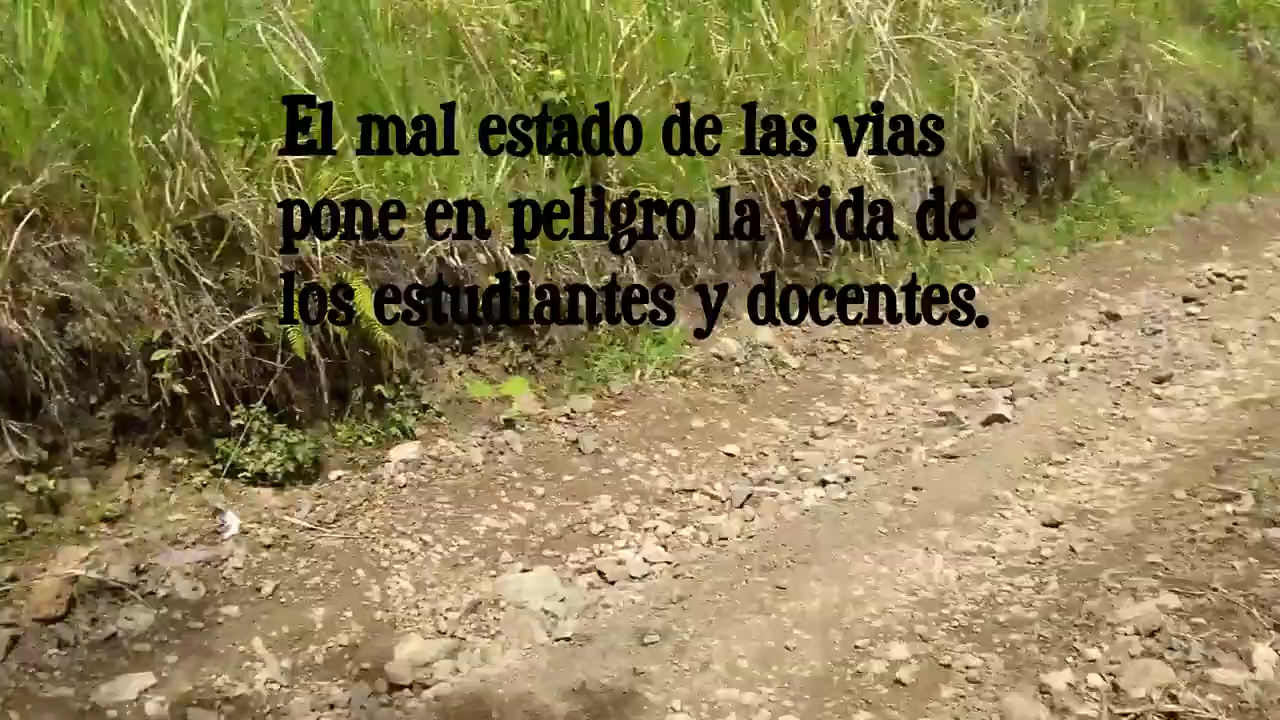 El mal estado de las vias
pone en peligro la vida de
los estudiantes y docentes.